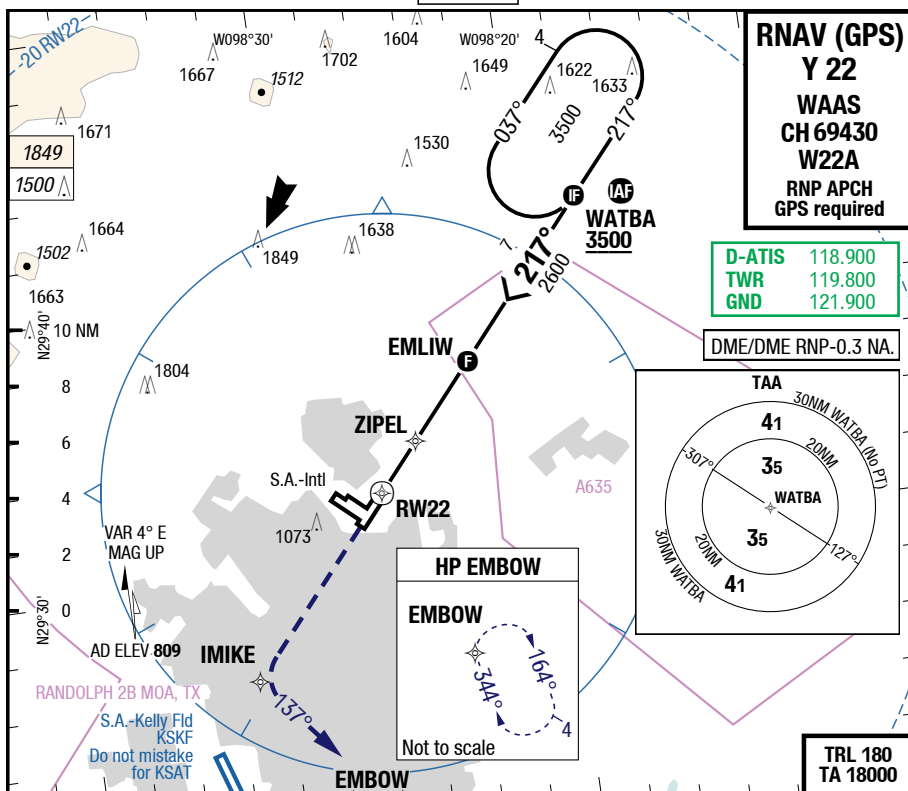 RNAV (GPS)
Y 22
WAAS
CH 69430
W22A
RNP APCH
GPS required
D-ATIS 118.900
TWR 119.800
GND 121.900
DME/DME RNP-0.3 NA.
-20 RW22
W098°30'
W098°20'
1604
1702
1667
1512
1649
1622
1633
4
037°
3500
217°
1671
1849
1500
1530
IF
IAF
WATBA
3500
1664
1849
1638
7
217°
2600
1502
1663
N29°40'
10 NM
EMLIW
F
1804
8
6
4
2
0
ZIPEL
S.A.-Intl
RW22
1073
A635
TAA
30NM WATBA (No PT)
41
20NM
35
307°
WATBA
127°
35
20NM
41
30NM WATBA
VAR 4° E
MAG UP
N29°30'
AD ELEV 809
IMIKE
137°
EMBOW
HP EMBOW
EMBOW
164°
344°
4
Not to scale
RANDOLPH 2B MOA, TX
S.A.-Kelly Fld
KSKF
Do not mistake
for KSAT
TRL 180
TA 18000